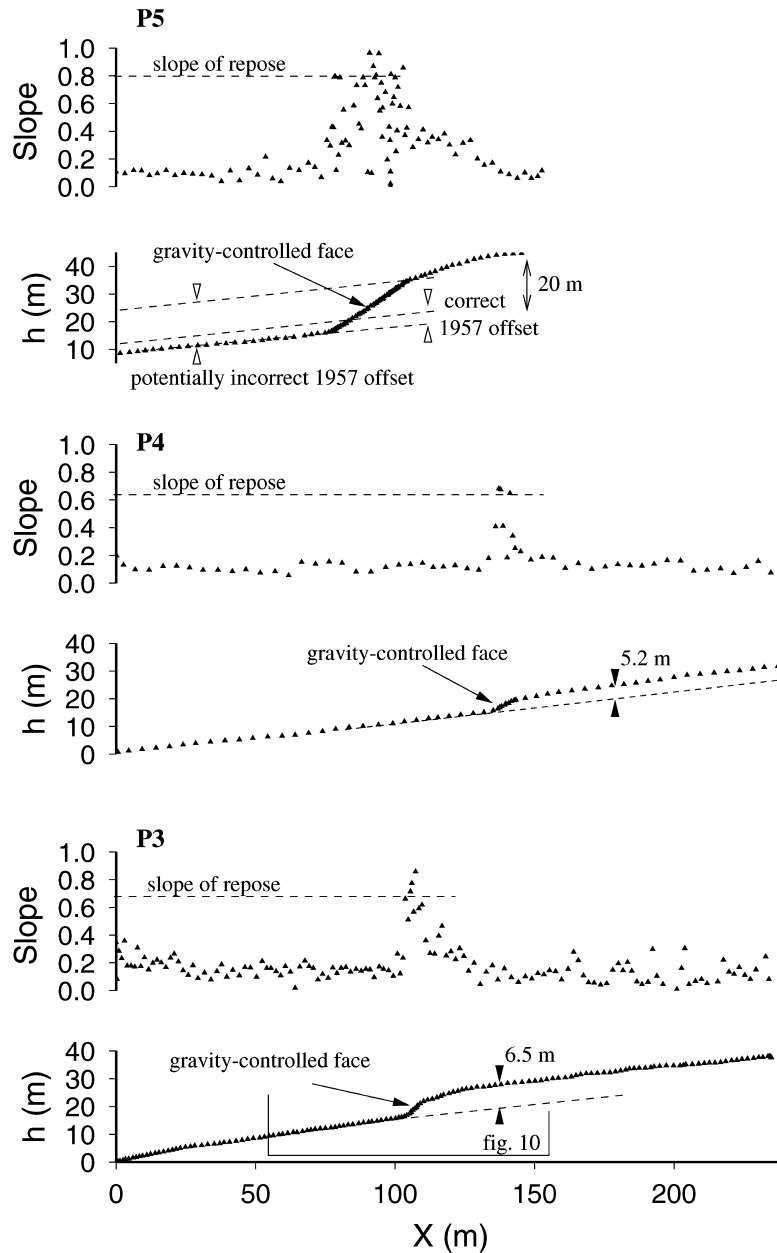 P5
1.0
0.8
0.6
0.4
0.2
0.0
Slope
slope of repose
40
30
20
10
h (m)
gravity-controlled face
20 m
correct
1957 offset
potentially incorrect 1957 offset
P4
1.0
0.8
0.6
0.4
0.2
0.0
Slope
slope of repose
40
30
20
10
0
h (m)
gravity-controlled face
5.2 m
P3
1.0
0.8
0.6
0.4
0.2
0.0
Slope
slope of repose
40
30
20
10
0
h (m)
gravity-controlled face
6.5 m
fig. 10
0 50 100 150 200
X (m)